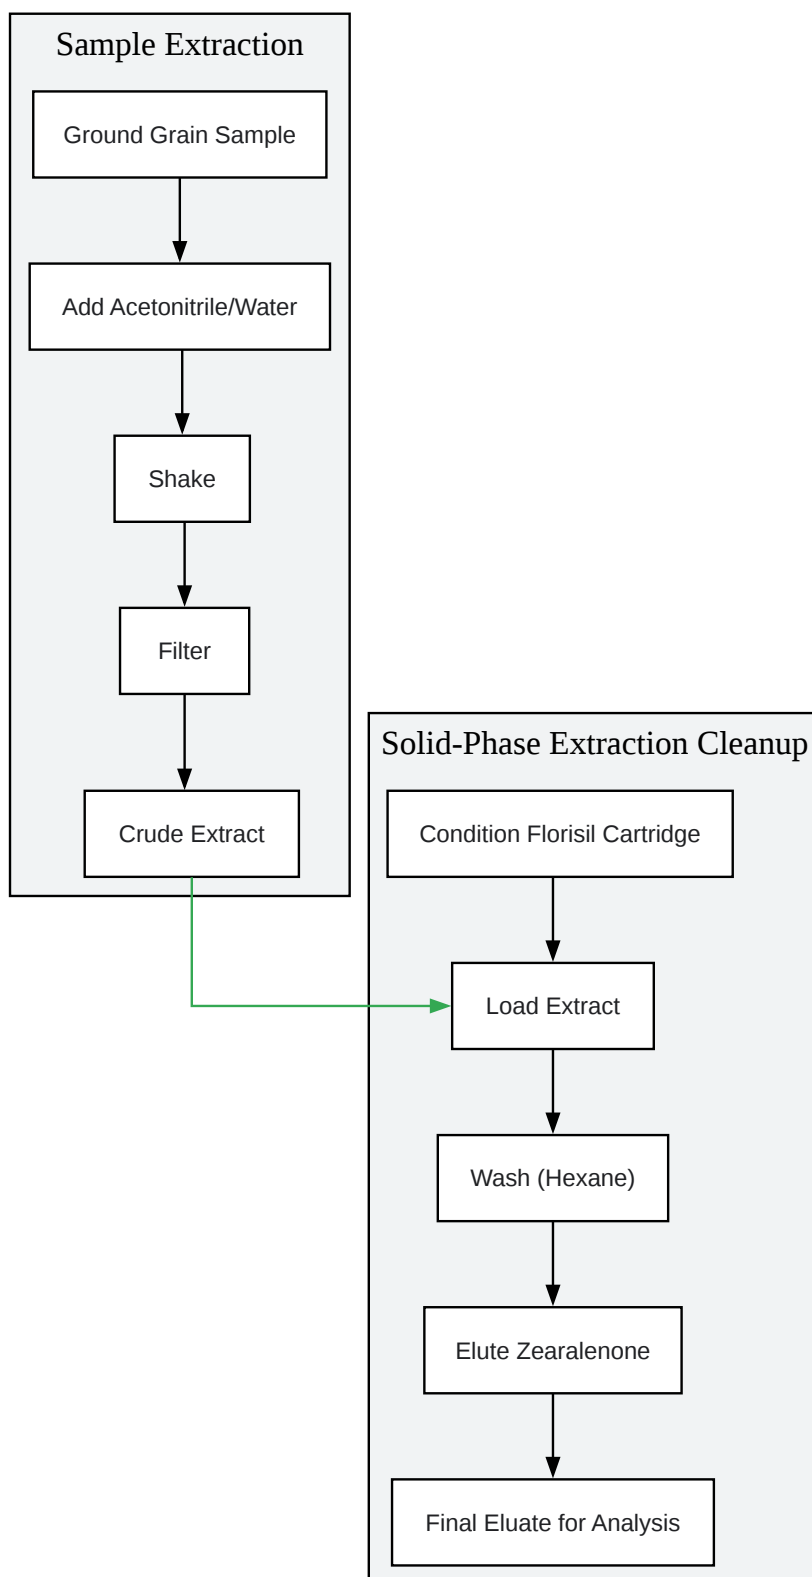 Sample Extraction
Ground Grain Sample
Add Acetonitrile/Water
Shake
Filter
Crude Extract
Solid-Phase Extraction Cleanup
Condition Florisil Cartridge
Load Extract
Wash (Hexane)
Elute Zearalenone
Final Eluate for Analysis